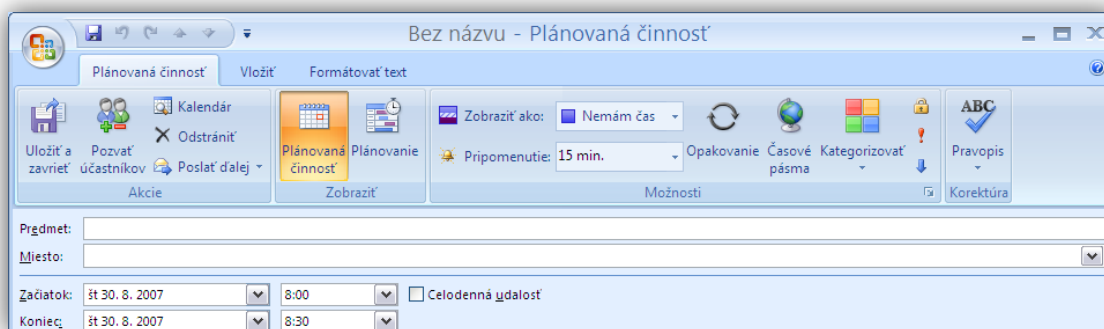 Bez názvu - Plánovaná činnosť
Plánovaná činnosť Vložiť Formátovať text
Uložiť a zavrieť
Pozvať účastníkov
Kalendár
Odstrániť
Poslať ďalej
Akcie
Plánovaná činnosť
Plánovanie
Zobraziť
Zobraziť ako: Nemám čas
Pripomenutie: 15 min.
Opakovanie
Časové pásma
Kategorizovať
Možnosti
ABC
Pravopis
Korektúra
Predmet:
Miesto:
Začiatok: št 30. 8. 2007 8:00 Celodenná udalosť
Koniec: št 30. 8. 2007 8:30